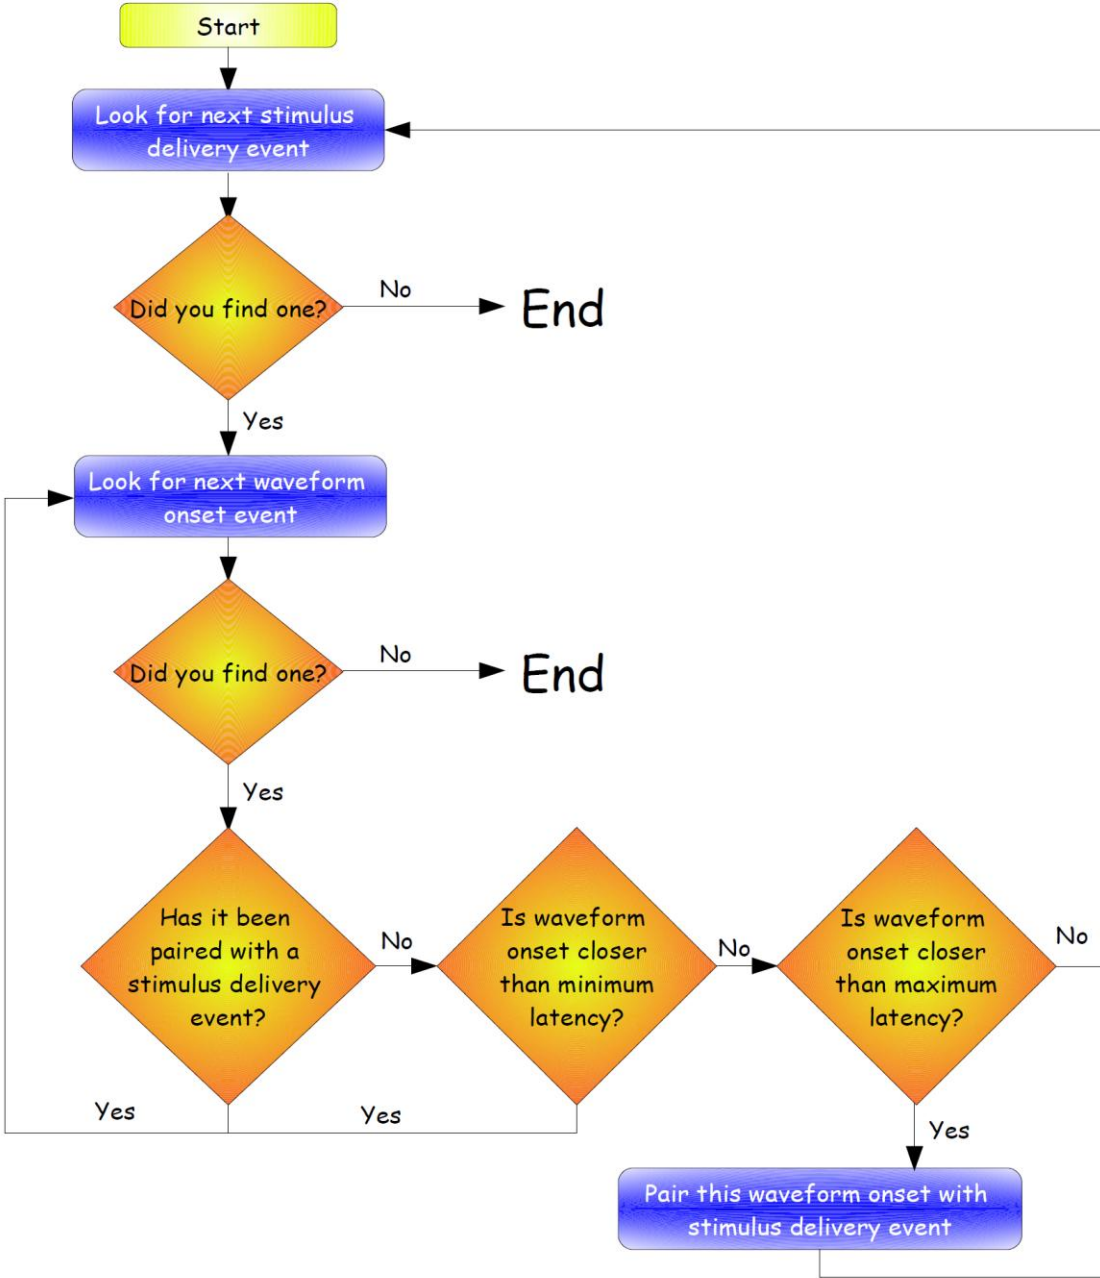 Start
Look for next stimulus
delivery event
Did you find one?
No
End
Yes
Look for next waveform
onset event
Did you find one?
No
End
Yes
Has it been
paired with a
stimulus delivery
event?
No
Is waveform
onset closer
than minimum
latency?
No
Is waveform
onset closer
than maximum
latency?
No
Yes
Yes
Yes
Pair this waveform onset with
stimulus delivery event